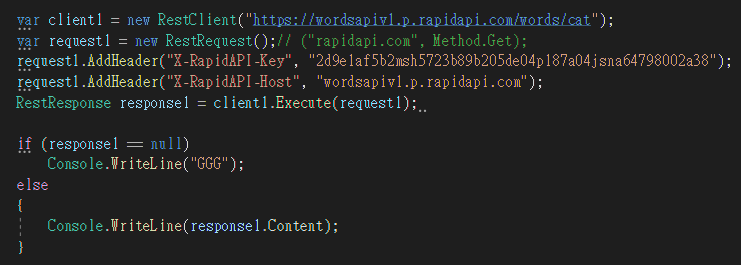 var client1 = new RestClient("https://wordsapiv1.p.rapidapi.com/words/cat");
var request1 = new RestRequest();// ("rapidapi.com", Method.Get);
request1.AddHeader("X-RapidAPI-Key", "2d9e1af5b2msh5723b89b205de04p187a04jsna64798002a38");
request1.AddHeader("X-RapidAPI-Host", "wordsapiv1.p.rapidapi.com");
RestResponse response1 = client1.Execute(request1);
if (response1 == null)
Console.WriteLine("GGG");
else
{
Console.WriteLine(response1.Content);
}